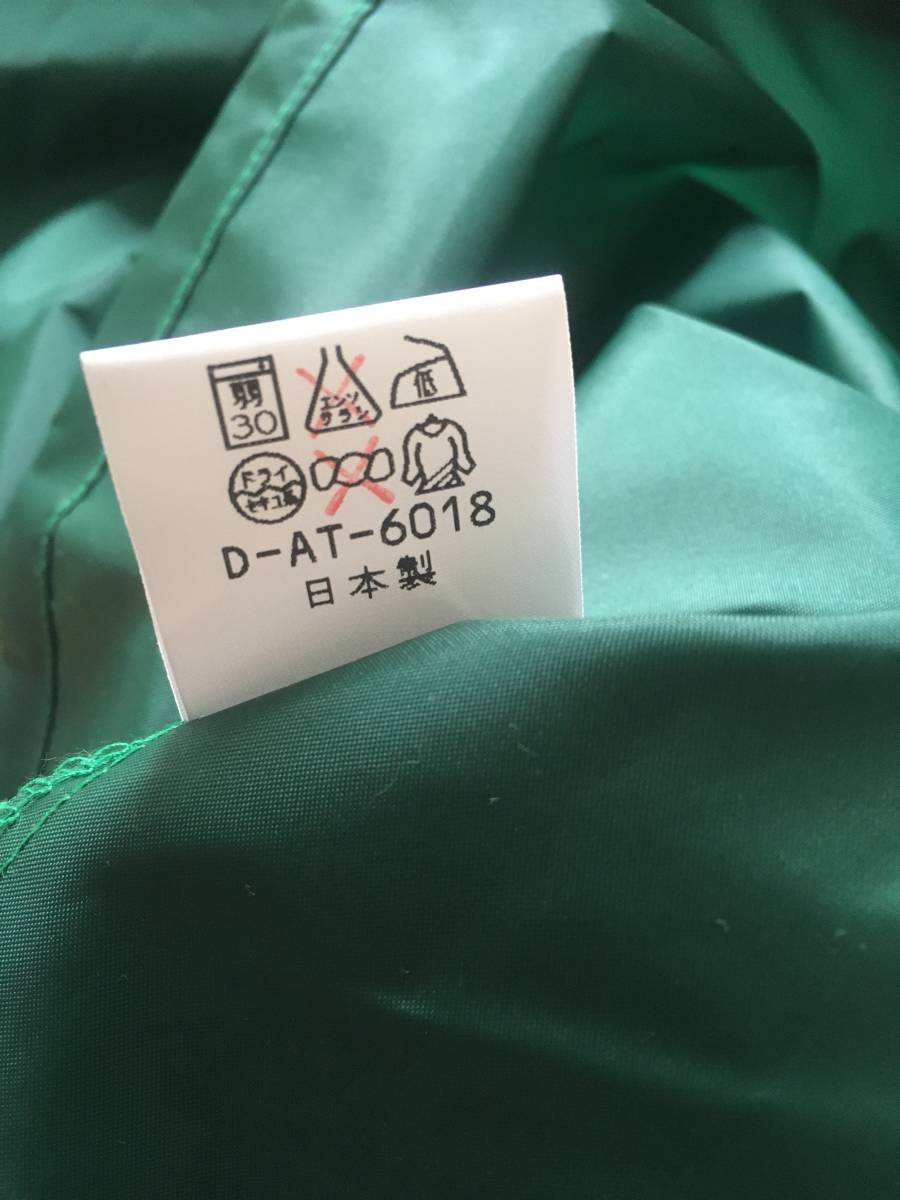 弱
30
エンソ
サラシ
低
ドライ
セキユ系
D-AT-6018
日本製